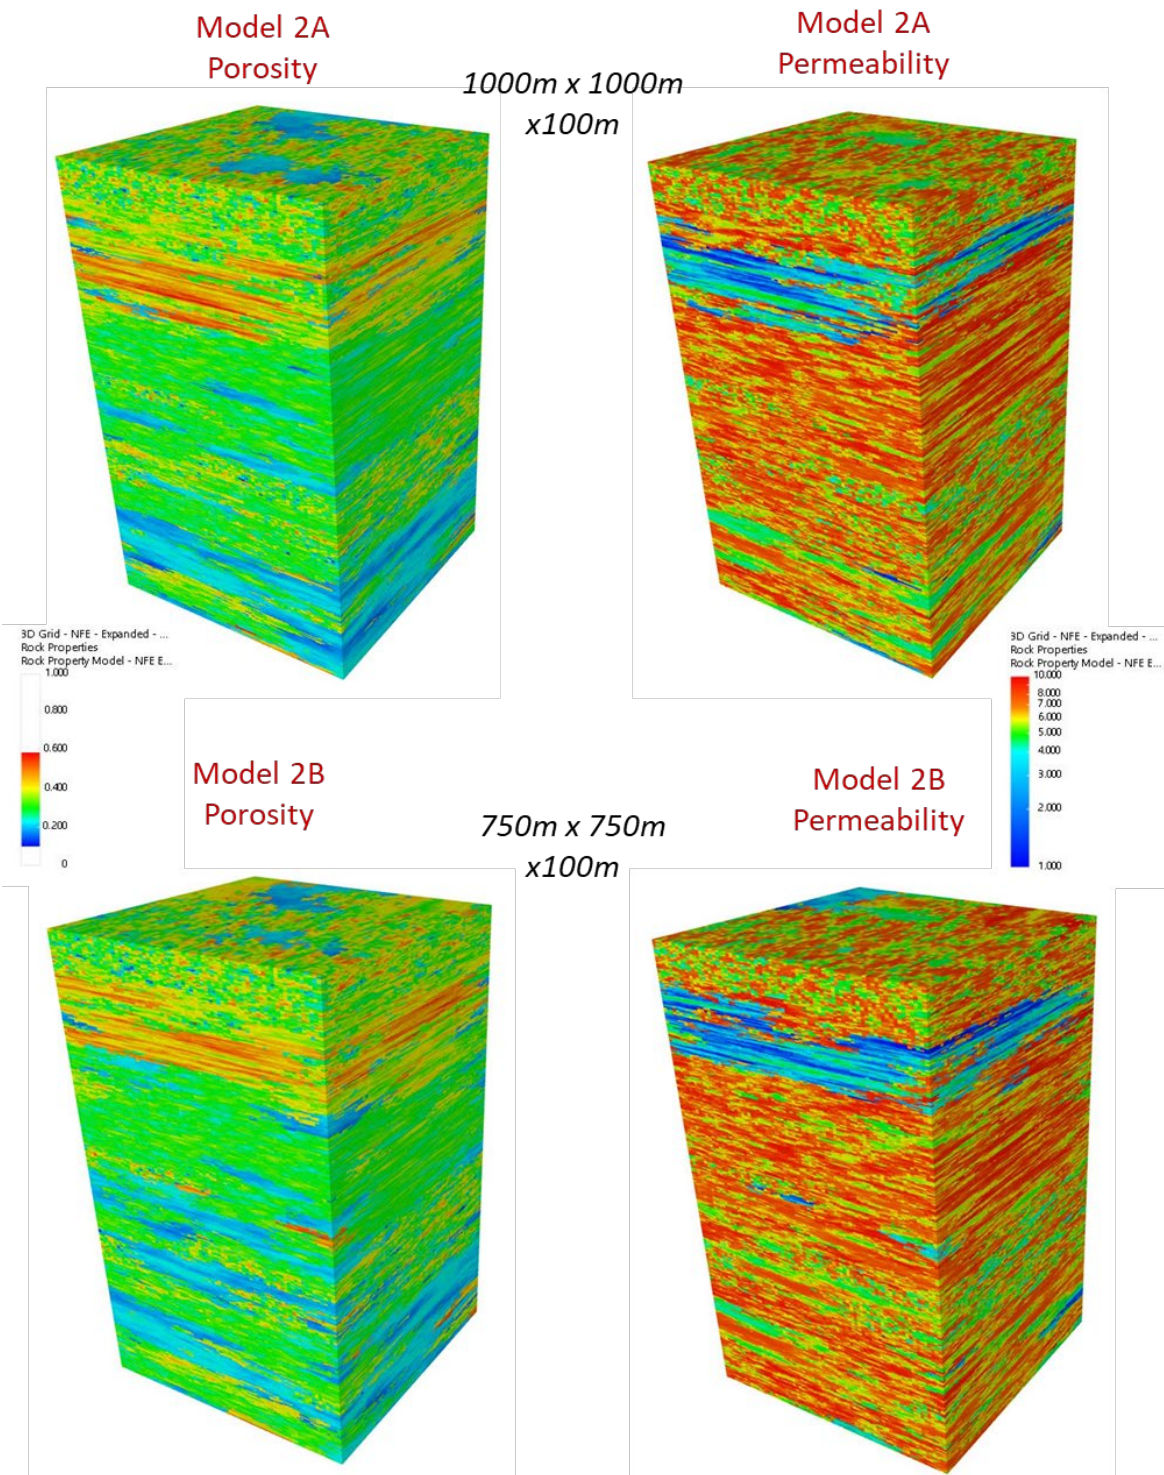 Model 2A
Porosity
Model 2A
Permeability
1000m x 1000m
x100m
3D Grid - NFE - Expanded - ...
Rock Properties
Rock Property Model - NFE E...
1.000
0.800
0.600
0.400
0.200
0
3D Grid - NFE - Expanded - ...
Rock Properties
Rock Property Model - NFE E...
10.000
8.000
7.000
6.000
5.000
4.000
3.000
2.000
1.000
Model 2B
Porosity
750m x 750m
x100m
Model 2B
Permeability